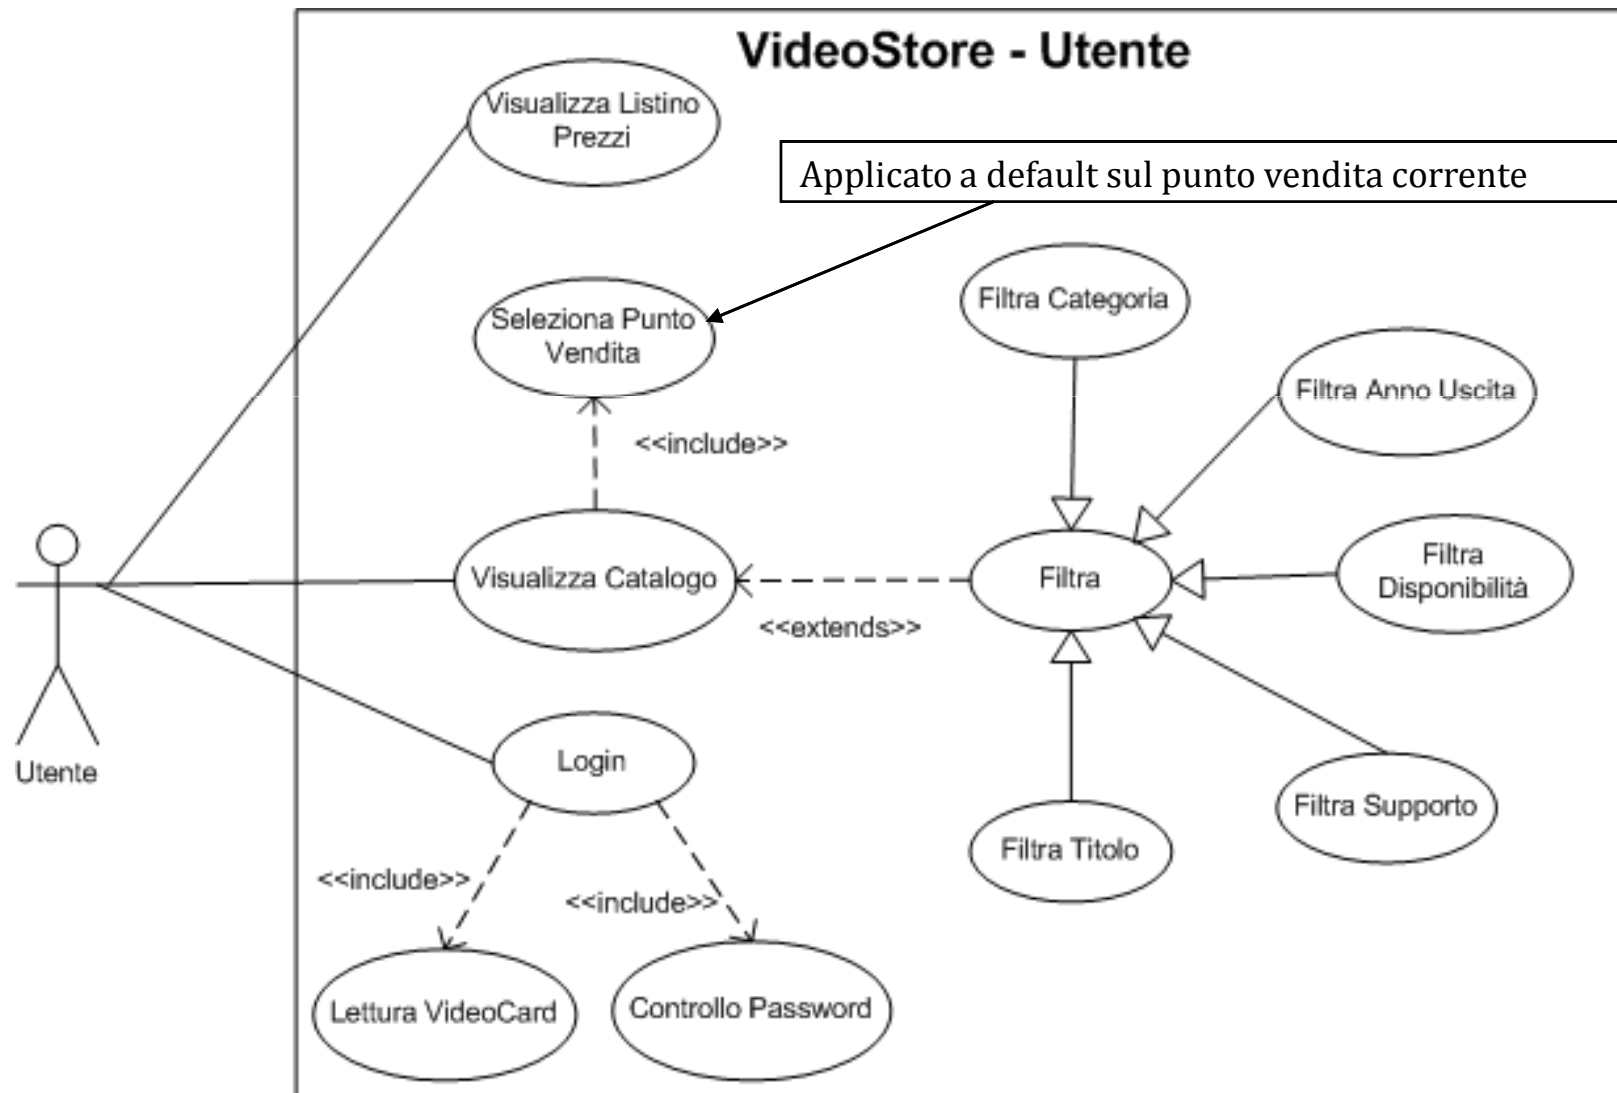 VideoStore - Utente
Visualizza Listino
Prezzi
Applicato a default sul punto vendita corrente
Seleziona Punto
Vendita
Filtra Categoria
Filtra Anno Uscita
<<include>>
Visualizza Catalogo
Filtra
Filtra
Disponibilità
<<extends>>
Utente
Login
Filtra Titolo
Filtra Supporto
<<include>>
<<include>>
Lettura VideoCard
Controllo Password